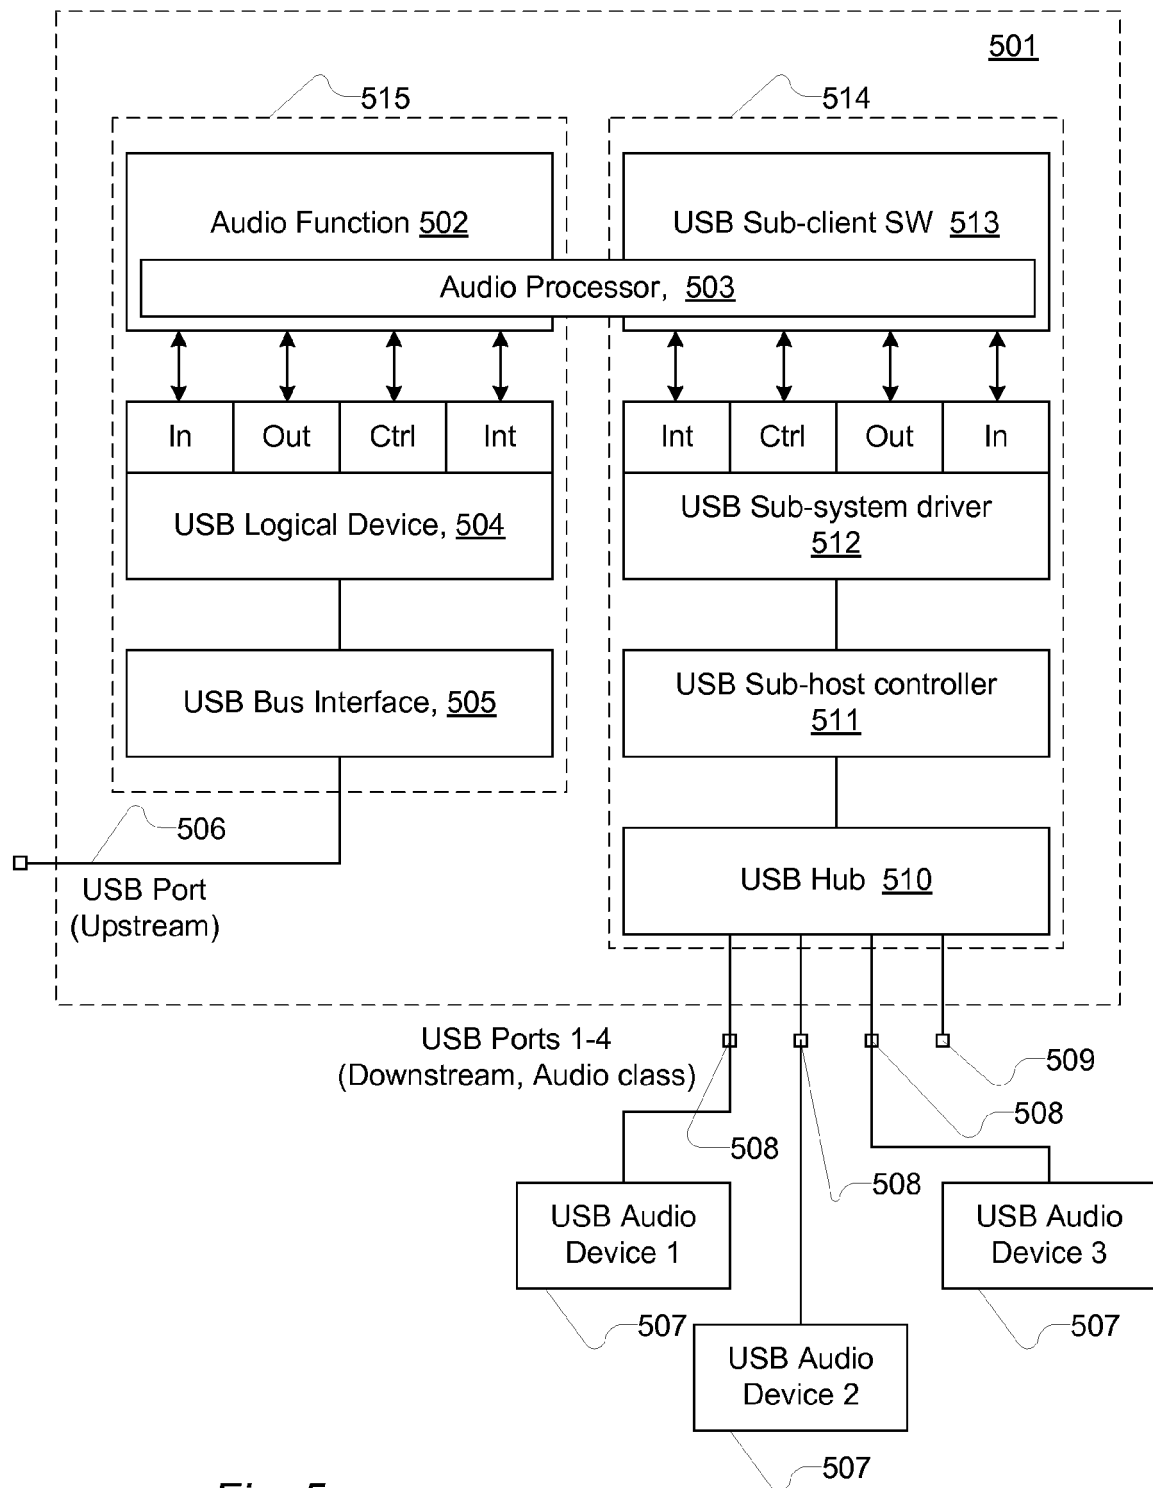 501
515
514
Audio Function 502
USB Sub-client SW 513
Audio Processor, 503
In Out Ctrl Int
Int Ctrl Out In
USB Logical Device, 504
USB Sub-system driver
512
USB Bus Interface, 505
USB Sub-host controller
511
506
USB Port
(Upstream)
USB Hub 510
USB Ports 1-4
(Downstream, Audio class)
509
508
508
508
USB Audio
Device 1
USB Audio
Device 3
507
507
USB Audio
Device 2
507
Fig. 5